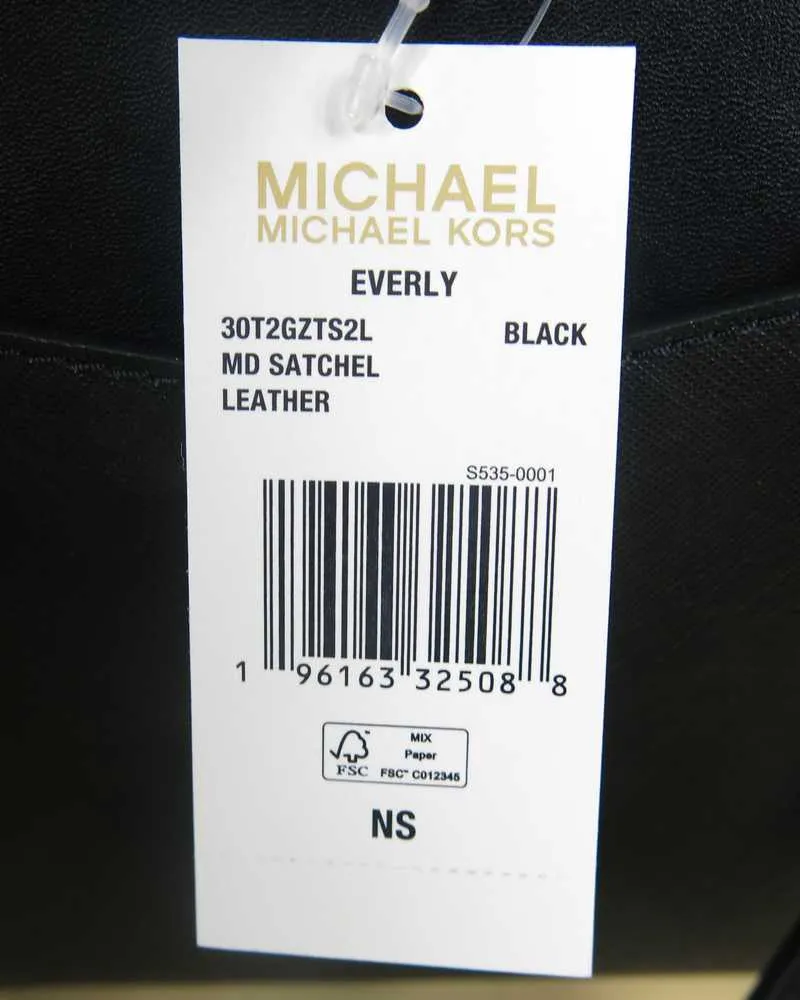 MICHAEL
MICHAEL KORS
EVERLY
30T2GZTS2L BLACK
MD SATCHEL
LEATHER
S535-0001
1 96163 32508 8
MIX
Paper
FSC FSC™ C012345
NS